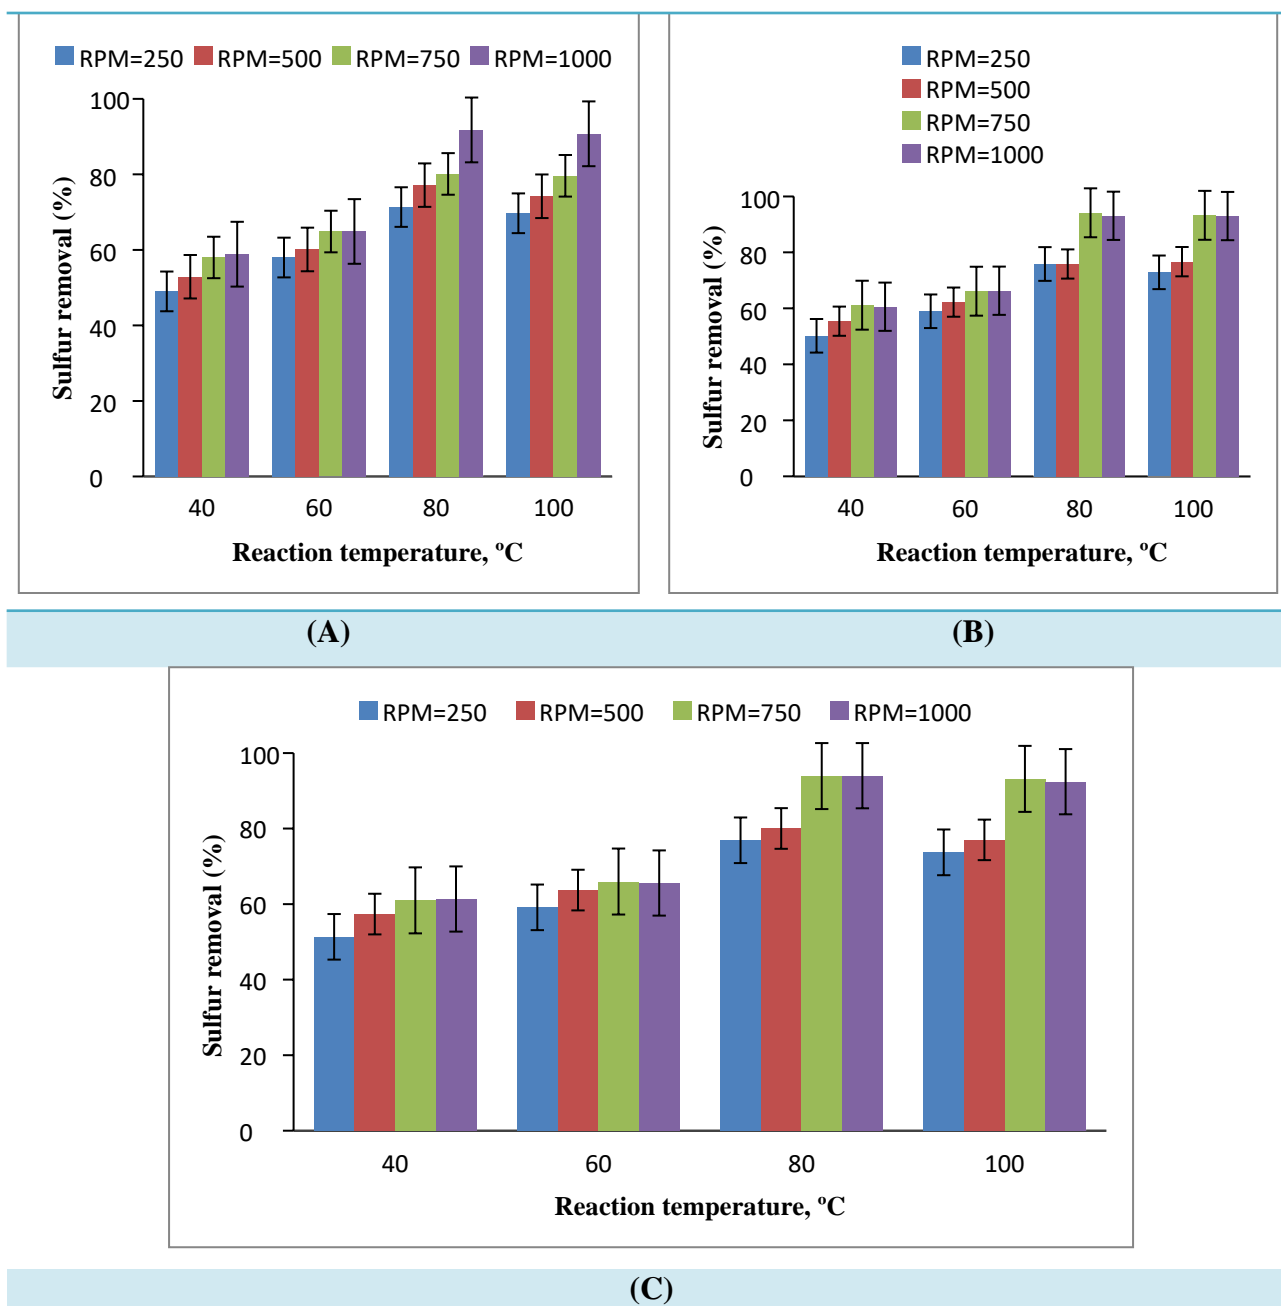 RPM=250 RPM=500 RPM=750 RPM=1000
100
80
60
40
20
0
Sulfur removal (%)
40 60 80 100
Reaction temperature, ºC
(A)
RPM=250
RPM=500
RPM=750
RPM=1000
100
80
60
40
20
0
Sulfur removal (%)
40 60 80 100
Reaction temperature, ºC
(B)
RPM=250 RPM=500 RPM=750 RPM=1000
100
80
60
40
20
0
Sulfur removal (%)
40 60 80 100
Reaction temperature, ºC
(C)